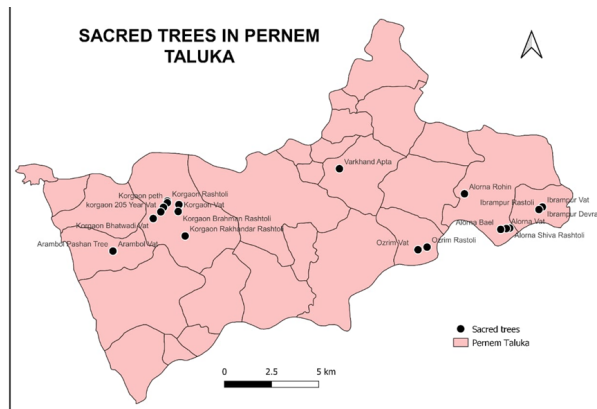 SACRED TREES IN PERNEM
TALUKA
Varkhand Apta
Korgaon peth
Korgaon Rashtoli
korgaon 205 Year Vat
Korgaon Vat
Korgaon Bhatwadi Vat
Korgaon Brahman Rashtoli
Korgaon Rakhandar Rashtoli
Arambol Pashan Tree
Arambol Vat
Alorna Rohin
Ibrampur Rastoli
Ibrampur Vat
Ibrampur Devra
Alorna Bael
Alorna Vat
Alorna Shiva Rashtoli
Ozrim Vat
Ozrim Rastoli
Sacred trees
Pernem Taluka
0 2.5 5 km